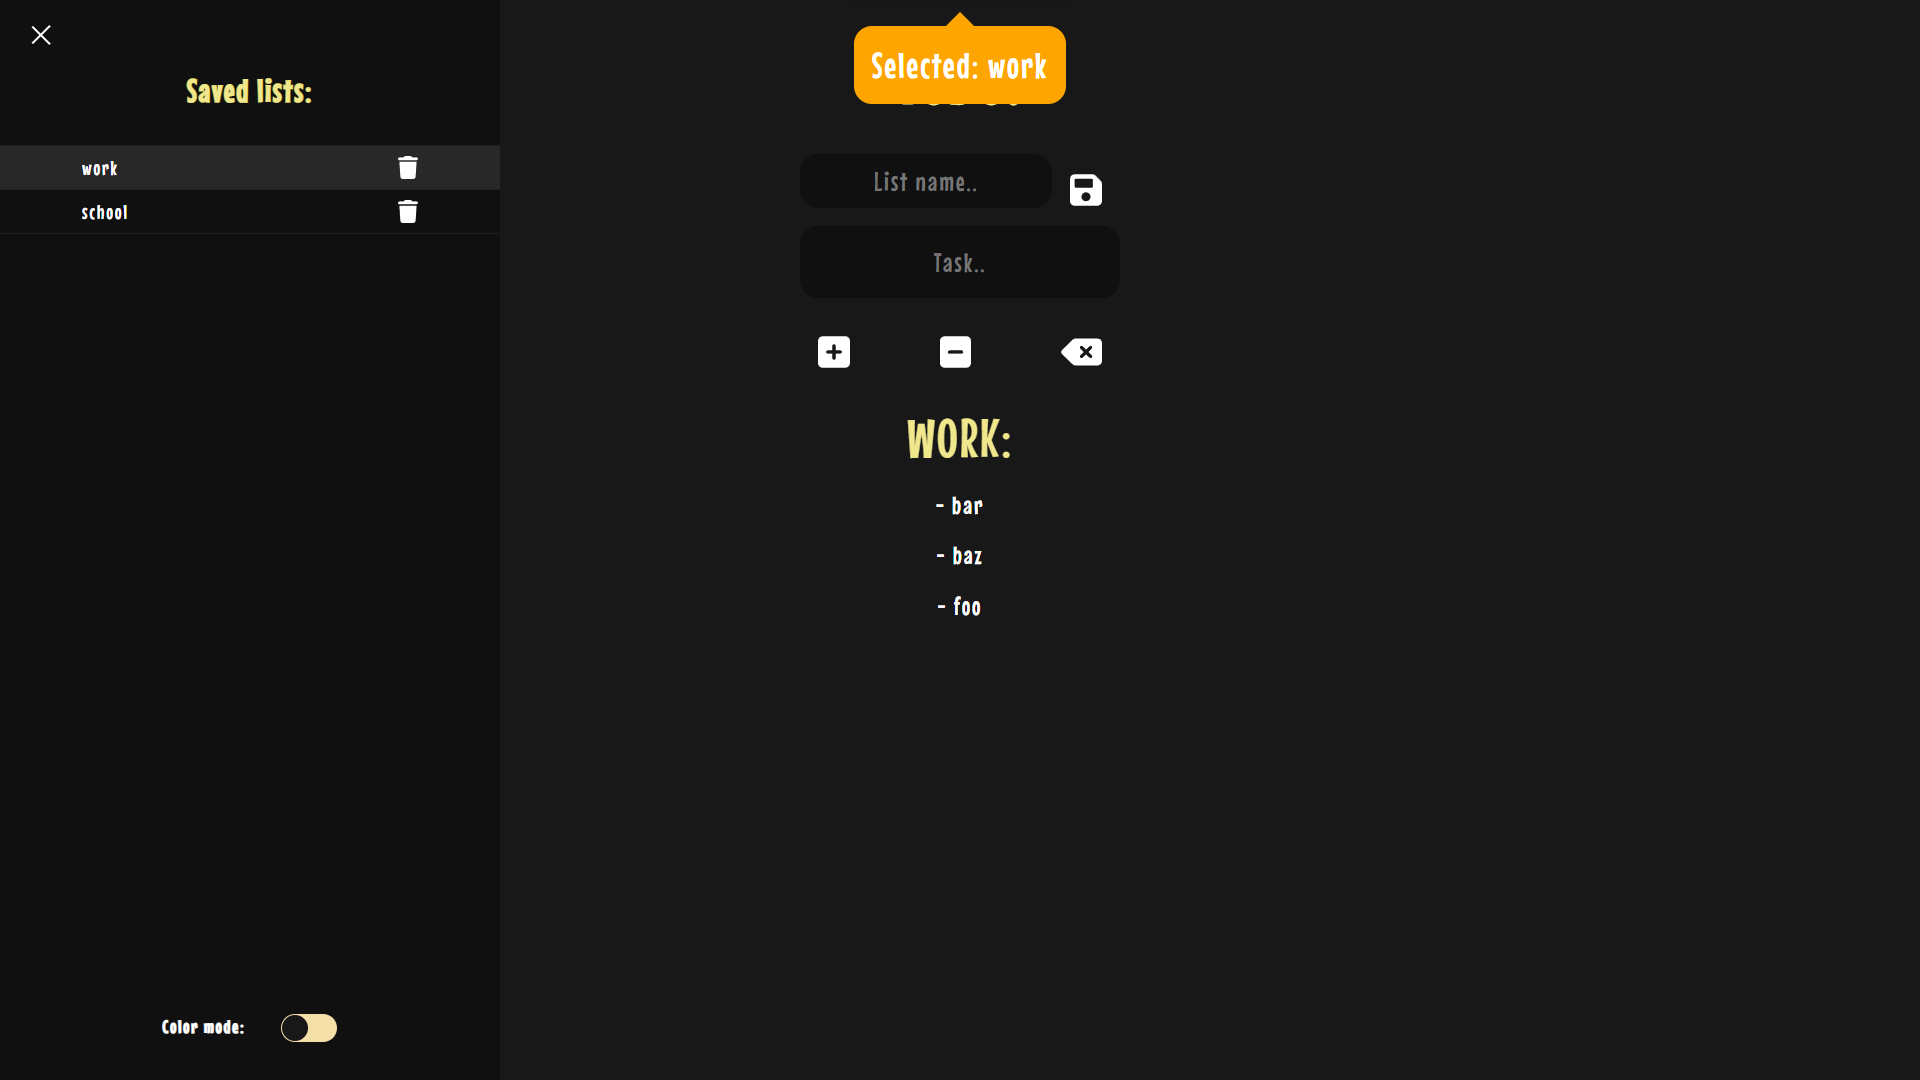 Saved lists:
work
school
Color mode:
Selected: work
List name..
Task..
WORK:
- bar
- baz
- foo